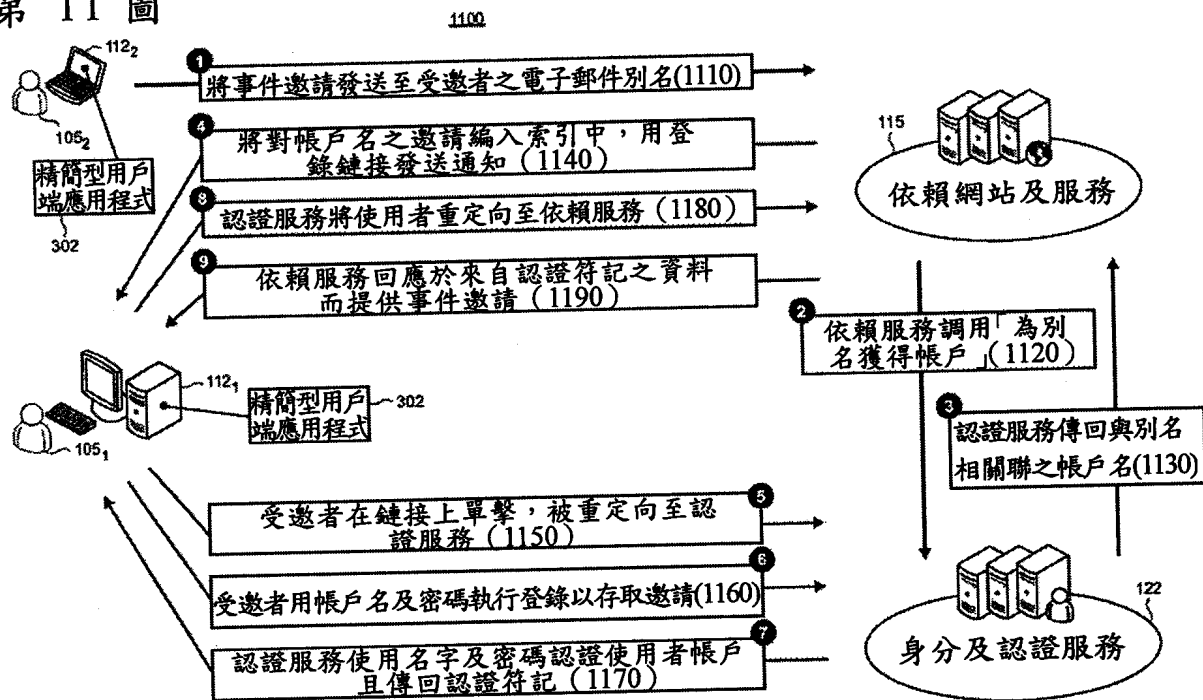 第 11 圖
1100
112₂
105₂
精簡型用戶
端應用程式
302
❶
將事件邀請發送至受邀者之電子郵件別名(1110)
❹
將對帳戶名之邀請編入索引中，用登
錄鏈接發送通知（1140）
❽
認證服務將使用者重定向至依賴服務（1180）
❾
依賴服務回應於來自認證符記之資料
而提供事件邀請（1190）
115
依賴網站及服務
❷
依賴服務調用「為別
名獲得帳戶」（1120）
❸
認證服務傳回與別名
相關聯之帳戶名(1130)
112₁
105₁
精簡型用戶
端應用程式
302
❺
受邀者在鏈接上單擊，被重定向至認
證服務（1150）
❻
受邀者用帳戶名及密碼執行登錄以存取邀請(1160)
❼
認證服務使用名字及密碼認證使用者帳戶
且傳回認證符記（1170）
122
身分及認證服務